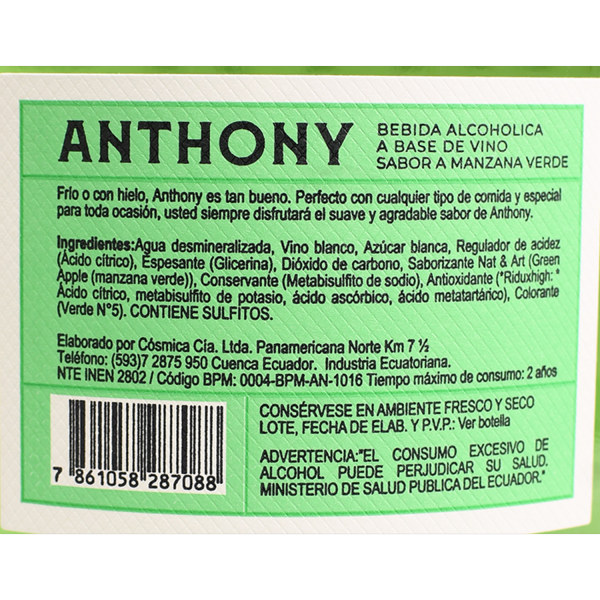 ANTHONY
BEBIDA ALCOHOLICA
A BASE DE VINO
SABOR A MANZANA VERDE
Frío o con hielo, Anthony es tan bueno. Perfecto con cualquier tipo de comida y especial
para toda ocasión, usted siempre disfrutará el suave y agradable sabor de Anthony.
Ingredientes:Agua desmineralizada, Vino blanco, Azúcar blanca, Regulador de acidez
(Ácido cítrico), Espesante (Glicerina), Dióxido de carbono, Saborizante Nat & Art (Green
Apple (manzana verde)), Conservante (Metabisulfito de sodio), Antioxidante (*Riduxhigh: *
Ácido cítrico, metabisulfito de potasio, ácido ascórbico, ácido metatartárico), Colorante
(Verde N°5). CONTIENE SULFITOS.
Elaborado por Cósmica Cía. Ltda. Panamericana Norte Km 7 ½
Teléfono: (593)7 2875 950 Cuenca Ecuador. Industria Ecuatoriana.
NTE INEN 2802 / Código BPM: 0004-BPM-AN-1016 Tiempo máximo de consumo: 2 años
CONSÉRVESE EN AMBIENTE FRESCO Y SECO
LOTE, FECHA DE ELAB. Y P.V.P.: Ver botella
ADVERTENCIA:"EL CONSUMO EXCESIVO DE
ALCOHOL PUEDE PERJUDICAR SU SALUD.
MINISTERIO DE SALUD PUBLICA DEL ECUADOR."
7 861058 287088